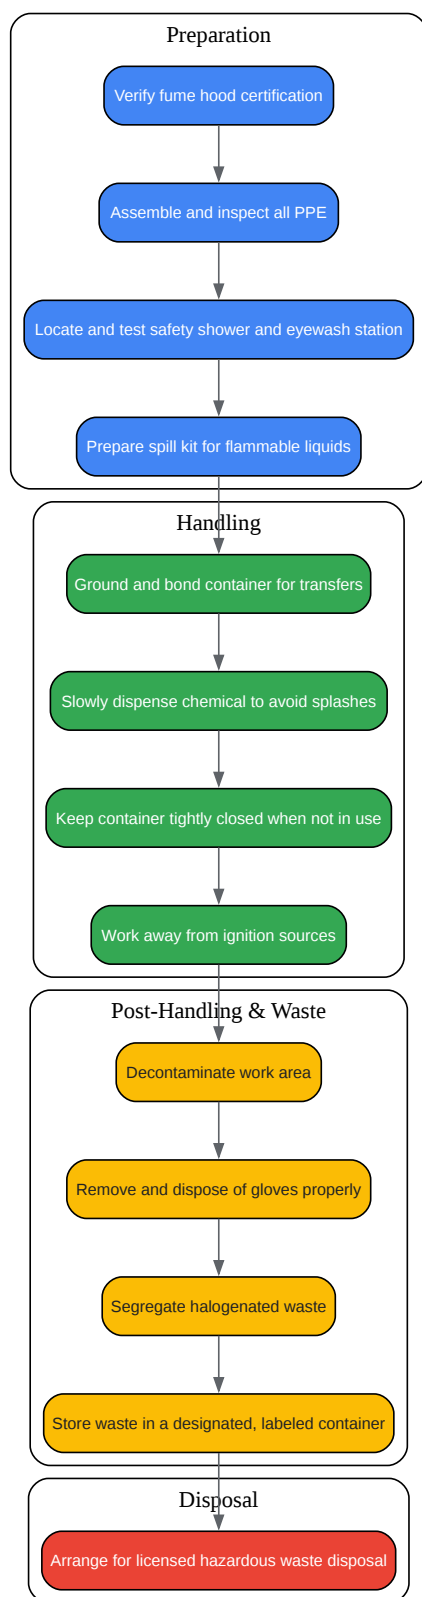 Preparation
Verify fume hood certification
Assemble and inspect all PPE
Locate and test safety shower and eyewash station
Prepare spill kit for flammable liquids
Handling
Ground and bond container for transfers
Slowly dispense chemical to avoid splashes
Keep container tightly closed when not in use
Work away from ignition sources
Post-Handling & Waste
Decontaminate work area
Remove and dispose of gloves properly
Segregate halogenated waste
Store waste in a designated, labeled container
Disposal
Arrange for licensed hazardous waste disposal